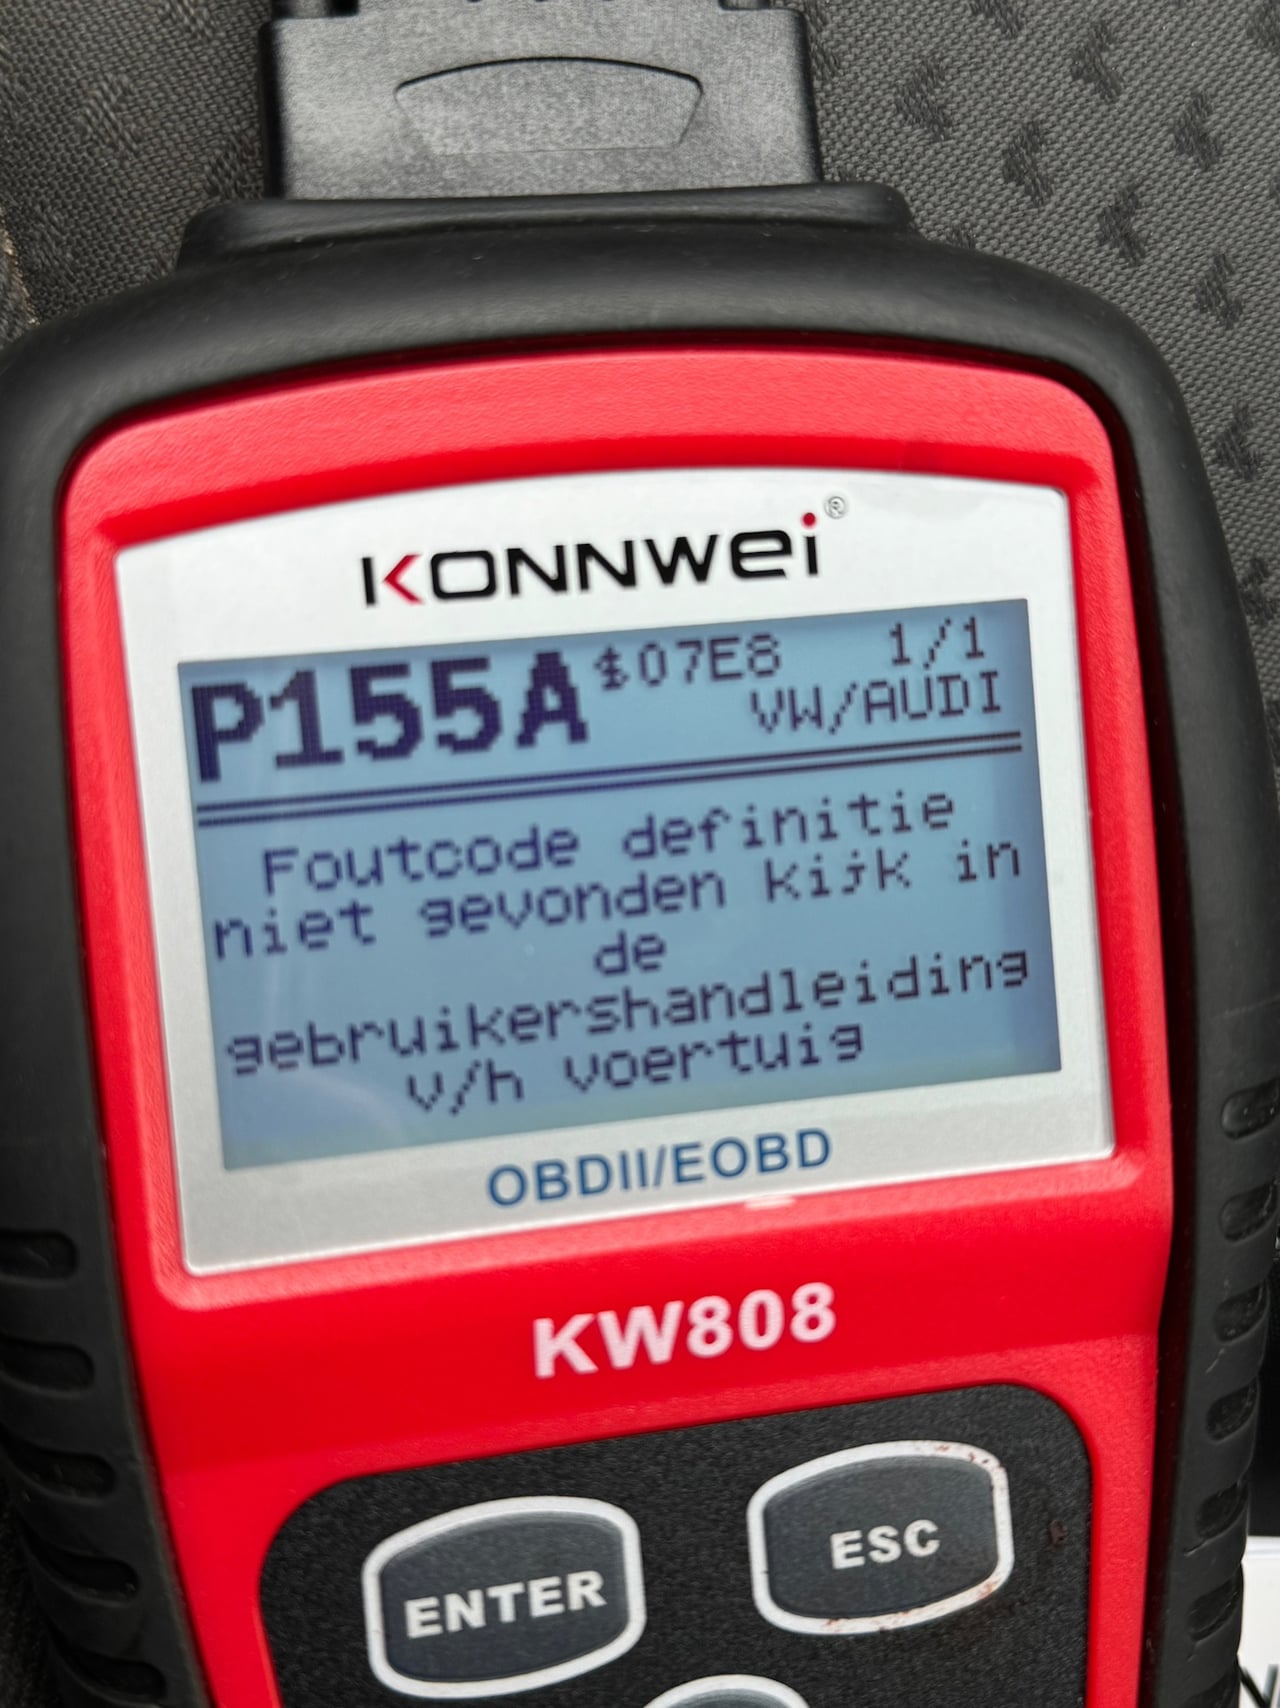 KONNWEI®
P155A $07E8 1/1
VW/AUDI
Foutcode definitie
niet gevonden kijk in
de
gebruikershandleiding
v/h voertuig
OBDII/EOBD
KW808
ENTER ESC